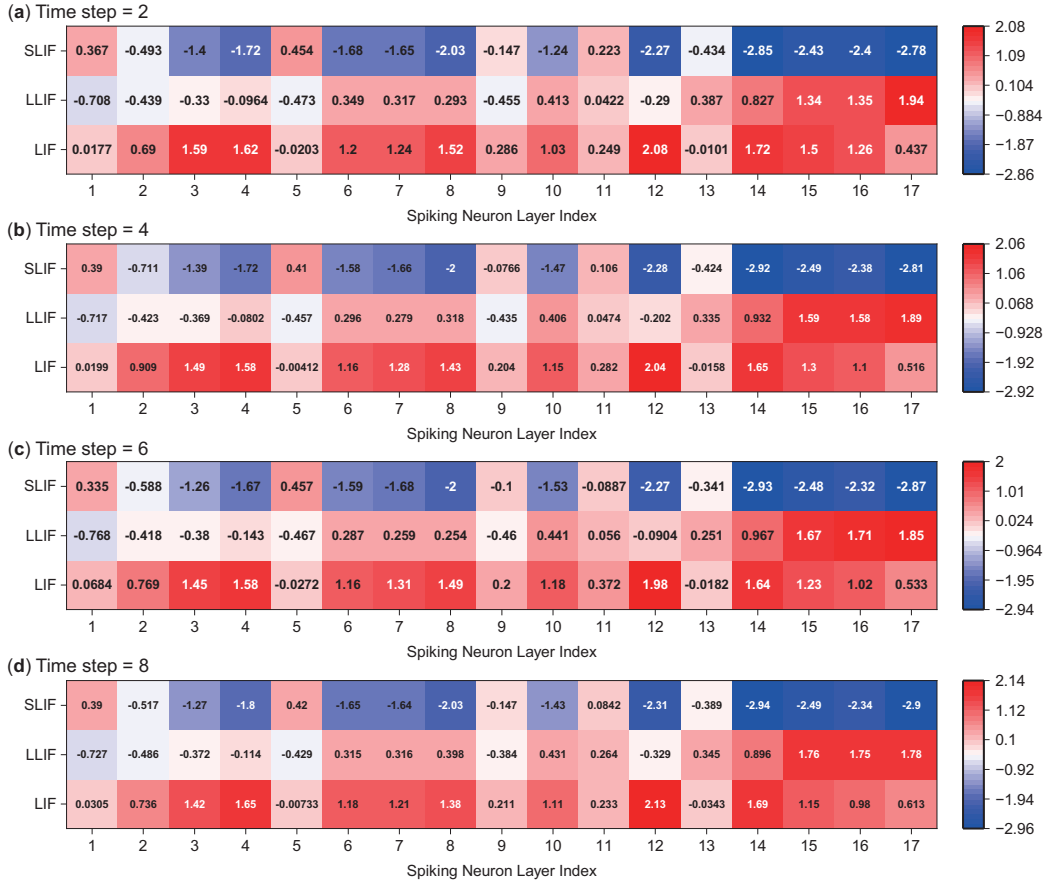 (a) Time step = 2
SLIF 0.367 -0.493 -1.4 -1.72 0.454 -1.68 -1.65 -2.03 -0.147 -1.24 0.223 -2.27 -0.434 -2.85 -2.43 -2.4 -2.78
LLIF -0.708 -0.439 -0.33 -0.0964 -0.473 0.349 0.317 0.293 -0.455 0.413 0.0422 -0.29 0.387 0.827 1.34 1.35 1.94
LIF 0.0177 0.69 1.59 1.62 -0.0203 1.2 1.24 1.52 0.286 1.03 0.249 2.08 -0.0101 1.72 1.5 1.26 0.437
1 2 3 4 5 6 7 8 9 10 11 12 13 14 15 16 17
Spiking Neuron Layer Index
2.08
1.09
0.104
-0.884
-1.87
-2.86
(b) Time step = 4
SLIF 0.39 -0.711 -1.39 -1.72 0.41 -1.58 -1.66 -2 -0.0766 -1.47 0.106 -2.28 -0.424 -2.92 -2.49 -2.38 -2.81
LLIF -0.717 -0.423 -0.369 -0.0802 -0.457 0.296 0.279 0.318 -0.435 0.406 0.0474 -0.202 0.335 0.932 1.59 1.58 1.89
LIF 0.0199 0.909 1.49 1.58 -0.00412 1.16 1.28 1.43 0.204 1.15 0.282 2.04 -0.0158 1.65 1.3 1.1 0.516
1 2 3 4 5 6 7 8 9 10 11 12 13 14 15 16 17
Spiking Neuron Layer Index
2.06
1.06
0.068
-0.928
-1.92
-2.92
(c) Time step = 6
SLIF 0.335 -0.588 -1.26 -1.67 0.457 -1.59 -1.68 -2 -0.1 -1.53 -0.0887 -2.27 -0.341 -2.93 -2.48 -2.32 -2.87
LLIF -0.768 -0.418 -0.38 -0.143 -0.467 0.287 0.259 0.254 -0.46 0.441 0.056 -0.0904 0.251 0.967 1.67 1.71 1.85
LIF 0.0684 0.769 1.45 1.58 -0.0272 1.16 1.31 1.49 0.2 1.18 0.372 1.98 -0.0182 1.64 1.23 1.02 0.533
1 2 3 4 5 6 7 8 9 10 11 12 13 14 15 16 17
Spiking Neuron Layer Index
2
1.01
0.024
-0.964
-1.95
-2.94
(d) Time step = 8
SLIF 0.39 -0.517 -1.27 -1.8 0.42 -1.65 -1.64 -2.03 -0.147 -1.43 0.0842 -2.31 -0.389 -2.94 -2.49 -2.34 -2.9
LLIF -0.727 -0.486 -0.372 -0.114 -0.429 0.315 0.316 0.398 -0.384 0.431 0.264 -0.329 0.345 0.896 1.76 1.75 1.78
LIF 0.0305 0.736 1.42 1.65 -0.00733 1.18 1.21 1.38 0.211 1.11 0.233 2.13 -0.0343 1.69 1.15 0.98 0.613
1 2 3 4 5 6 7 8 9 10 11 12 13 14 15 16 17
Spiking Neuron Layer Index
2.14
1.12
0.1
-0.92
-1.94
-2.96